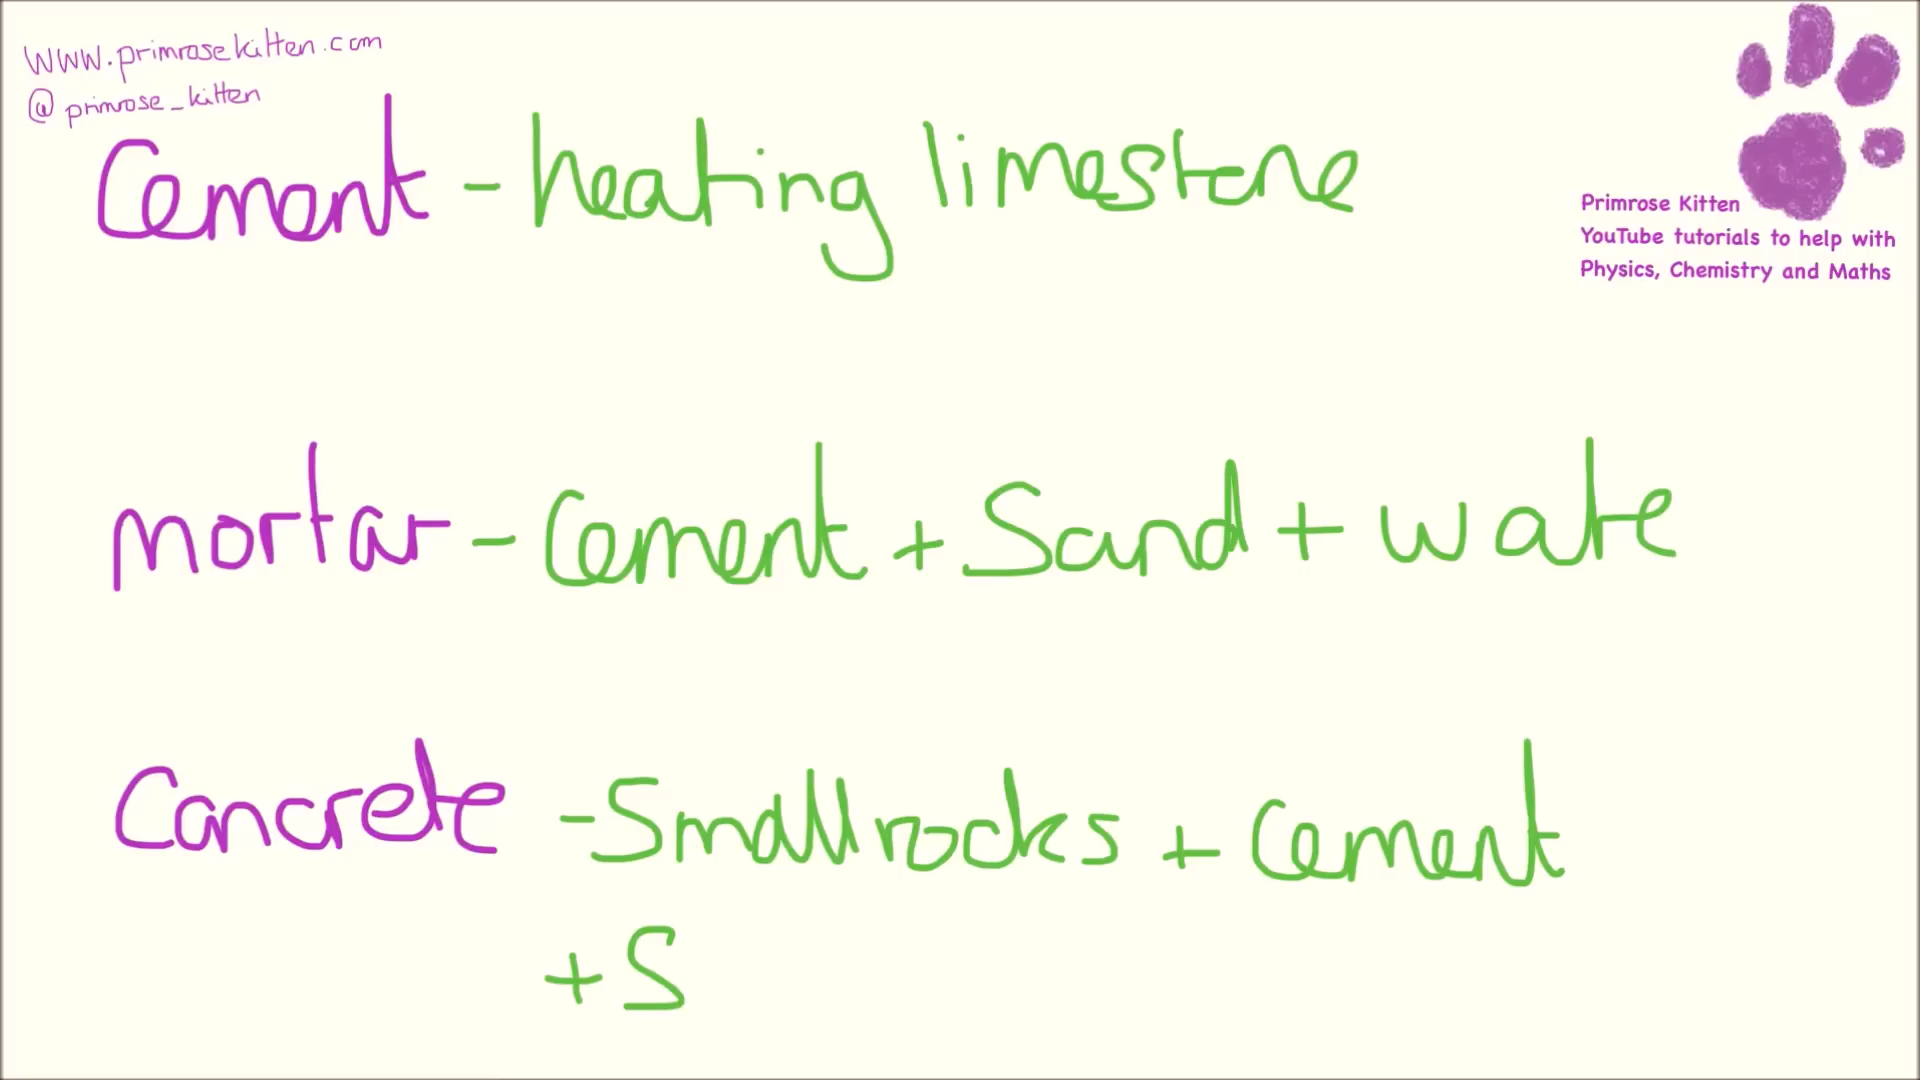 www.primrosekitten.com
@primrose_kitten
Primrose Kitten
YouTube tutorials to help with
Physics, Chemistry and Maths
Cement - heating limestone
mortar - Cement + Sand + wate
Concrete - Small rocks + Cement
+ S